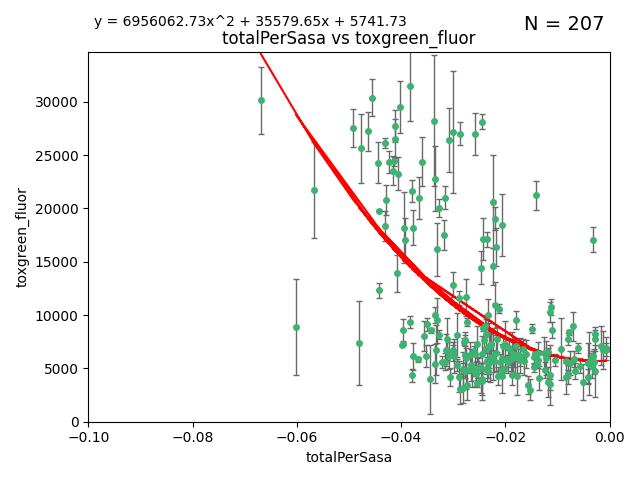 y = 6956062.73x^2 + 35579.65x + 5741.73
N = 207
totalPerSasa vs toxgreen_fluor
30000
25000
20000
15000
10000
5000
0
toxgreen_fluor
−0.10 −0.08 −0.06 −0.04 −0.02 0.00
totalPerSasa